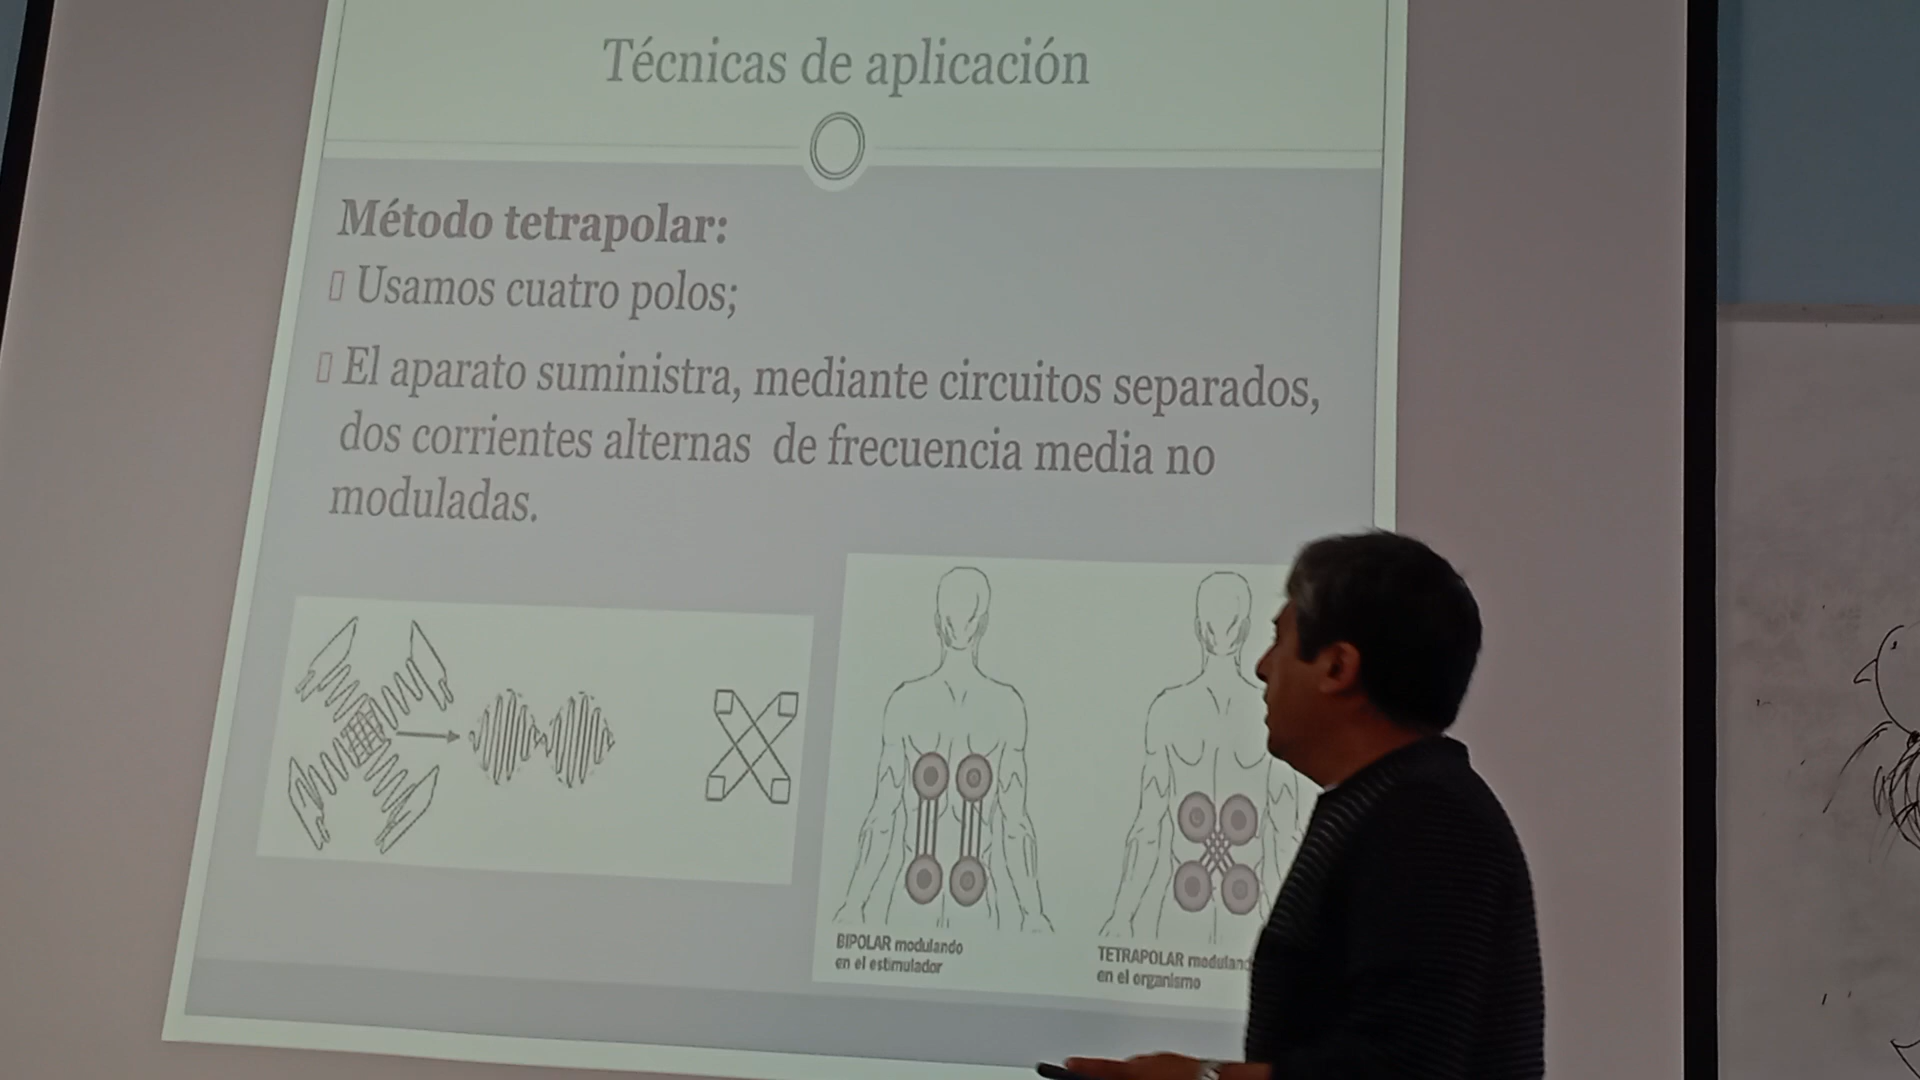 Técnicas de aplicación
Método tetrapolar:
Usamos cuatro polos;
El aparato suministra, mediante circuitos separados,
dos corrientes alternas de frecuencia media no
moduladas.
BIPOLAR modulando
en el estimulador
TETRAPOLAR moduland
en el organismo